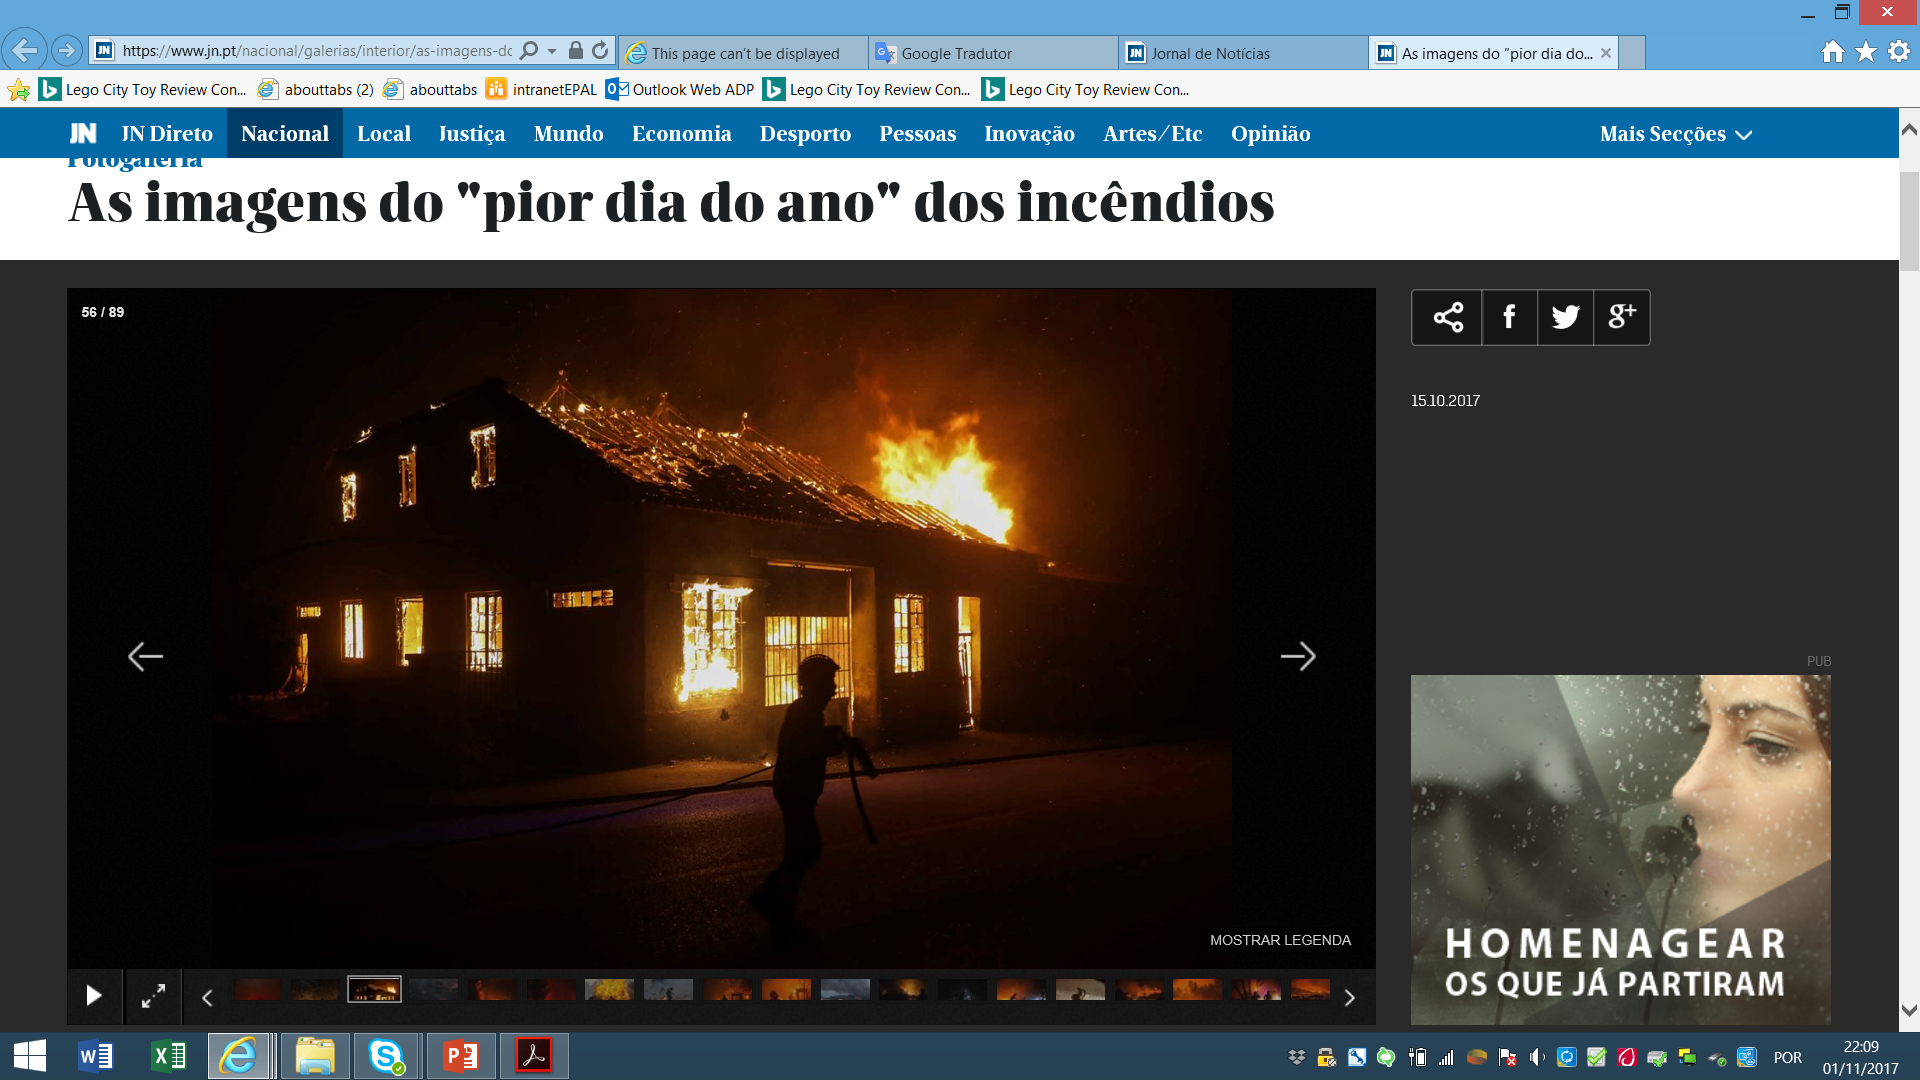 https://www.jn.pt/nacional/galerias/interior/as-imagens-do
This page can't be displayed
Google Tradutor
JN Jornal de Notícias
JN As imagens do "pior dia do...
Lego City Toy Review Con...
abouttabs (2)
abouttabs
intranetEPAL
Outlook Web ADP
Lego City Toy Review Con...
Lego City Toy Review Con...
JN
JN Direto
Nacional
Local
Justiça
Mundo
Economia
Desporto
Pessoas
Inovação
Artes/Etc
Opinião
Mais Secções
Fotogaleria
As imagens do "pior dia do ano" dos incêndios
56 / 89
f
g+
15.10.2017
PUB
HOMENAGEAR
OS QUE JÁ PARTIRAM
MOSTRAR LEGENDA
POR
22:09
01/11/2017